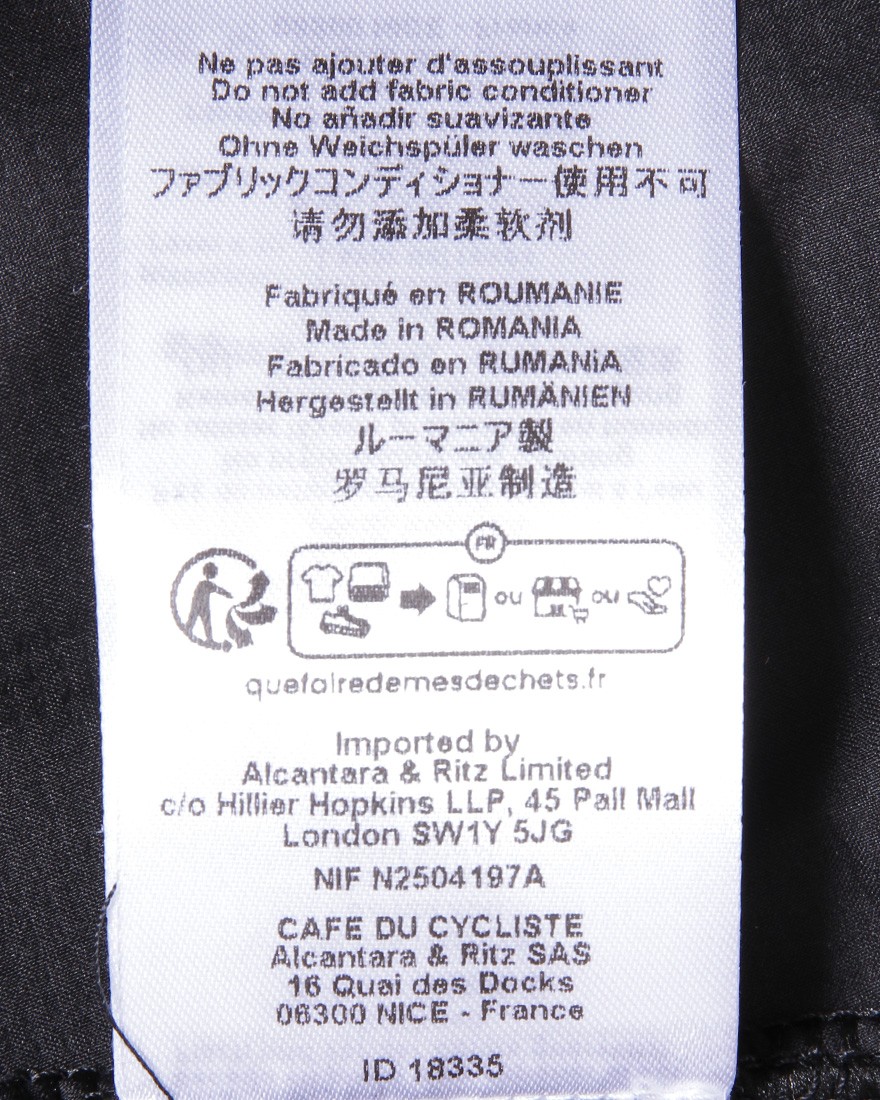 Ne pas ajouter d'assouplissant
Do not add fabric conditioner
No añadir suavizante
Ohne Weichspüler waschen
ファブリックコンディショナー使用不可
请勿添加柔软剂
Fabriqué en ROUMANIE
Made in ROMANIA
Fabricado en RUMANIA
Hergestellt in RUMÄNIEN
ルーマニア製
罗马尼亚制造
FR
ou ou
quefairedemesdechets.fr
Imported by
Alcantara & Ritz Limited
c/o Hillier Hopkins LLP, 45 Pall Mall
London SW1Y 5JG
NIF N2504197A
CAFE DU CYCLISTE
Alcantara & Ritz SAS
16 Quai des Docks
06300 NICE - France
ID 18335